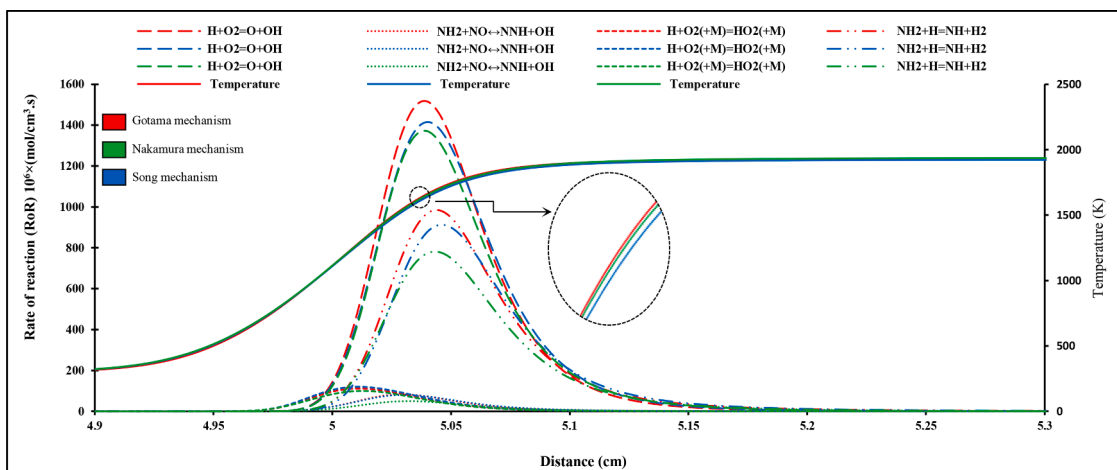 H+O2=O+OH NH2+NO↔NNH+OH H+O2(+M)=HO2(+M) NH2+H=NH+H2
H+O2=O+OH NH2+NO↔NNH+OH H+O2(+M)=HO2(+M) NH2+H=NH+H2
H+O2=O+OH NH2+NO↔NNH+OH H+O2(+M)=HO2(+M) NH2+H=NH+H2
Temperature Temperature Temperature
Gotama mechanism
Nakamura mechanism
Song mechanism
Rate of reaction (RoR) 10⁶×(mol/cm³.s)
1600
1400
1200
1000
800
600
400
200
0
2500
2000
1500
1000
500
0
Temperature (K)
4.9 4.95 5 5.05 5.1 5.15 5.2 5.25 5.3
Distance (cm)